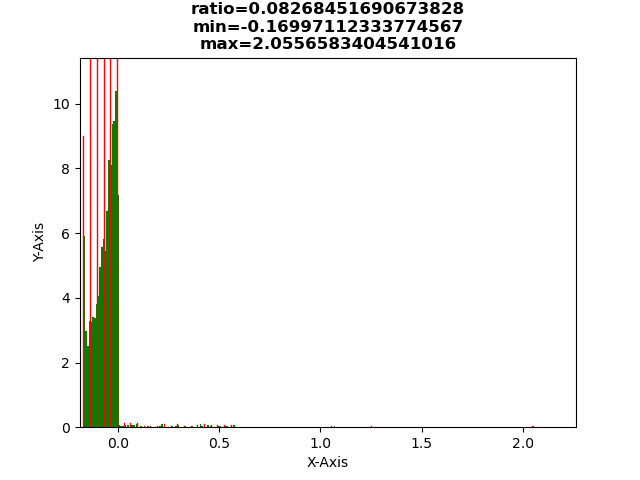 ratio=0.08268451690673828
min=-0.16997112333774567
max=2.0556583404541016
10
8
6
4
2
0
Y-Axis
0.0 0.5 1.0 1.5 2.0
X-Axis